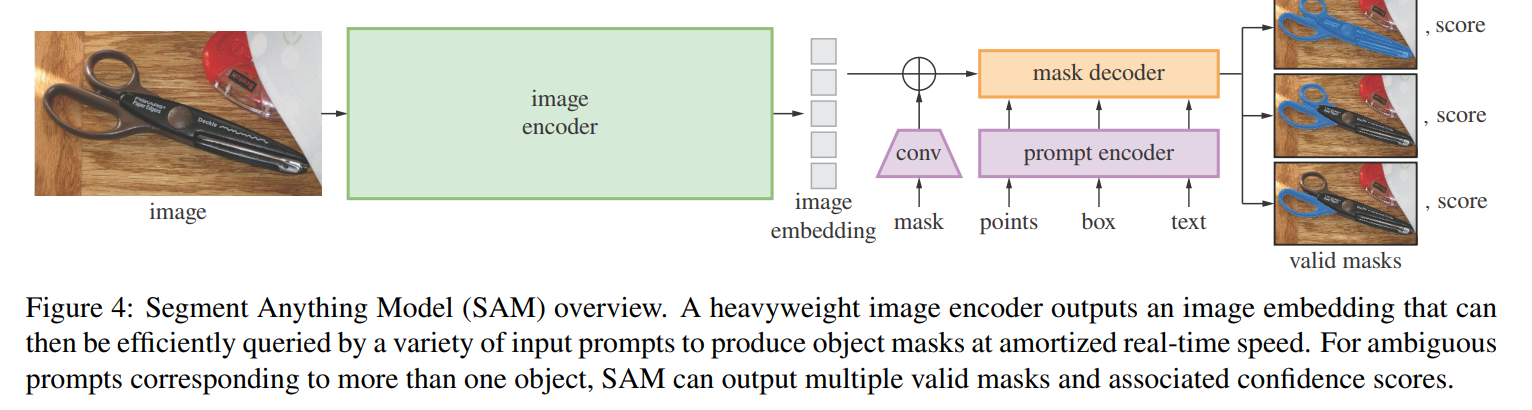 image
image
encoder
image
embedding
mask
conv
points
box
text
prompt encoder
mask decoder
, score
, score
, score
valid masks
Figure 4: Segment Anything Model (SAM) overview. A heavyweight image encoder outputs an image embedding that can
then be efficiently queried by a variety of input prompts to produce object masks at amortized real-time speed. For ambiguous
prompts corresponding to more than one object, SAM can output multiple valid masks and associated confidence scores.